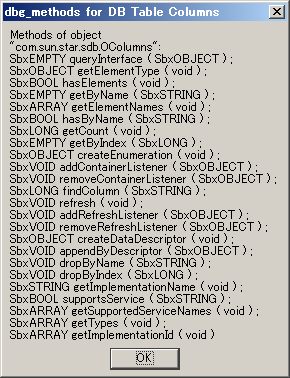 dbg_methods for DB Table Columns
Methods of object
"com.sun.star.sdb.OColumns":
SbxEMPTY queryInterface ( SbxOBJECT ) ;
SbxOBJECT getElementType ( void ) ;
SbxBOOL hasElements ( void ) ;
SbxEMPTY getByName ( SbxSTRING ) ;
SbxARRAY getElementNames ( void ) ;
SbxBOOL hasByName ( SbxSTRING ) ;
SbxLONG getCount ( void ) ;
SbxEMPTY getByIndex ( SbxLONG ) ;
SbxOBJECT createEnumeration ( void ) ;
SbxVOID addContainerListener ( SbxOBJECT ) ;
SbxVOID removeContainerListener ( SbxOBJECT ) ;
SbxLONG findColumn ( SbxSTRING ) ;
SbxVOID refresh ( void ) ;
SbxVOID addRefreshListener ( SbxOBJECT ) ;
SbxVOID removeRefreshListener ( SbxOBJECT ) ;
SbxOBJECT createDataDescriptor ( void ) ;
SbxVOID appendByDescriptor ( SbxOBJECT ) ;
SbxVOID dropByName ( SbxSTRING ) ;
SbxVOID dropByIndex ( SbxLONG ) ;
SbxSTRING getImplementationName ( void ) ;
SbxBOOL supportsService ( SbxSTRING ) ;
SbxARRAY getSupportedServiceNames ( void ) ;
SbxARRAY getTypes ( void ) ;
SbxARRAY getImplementationId ( void )
OK